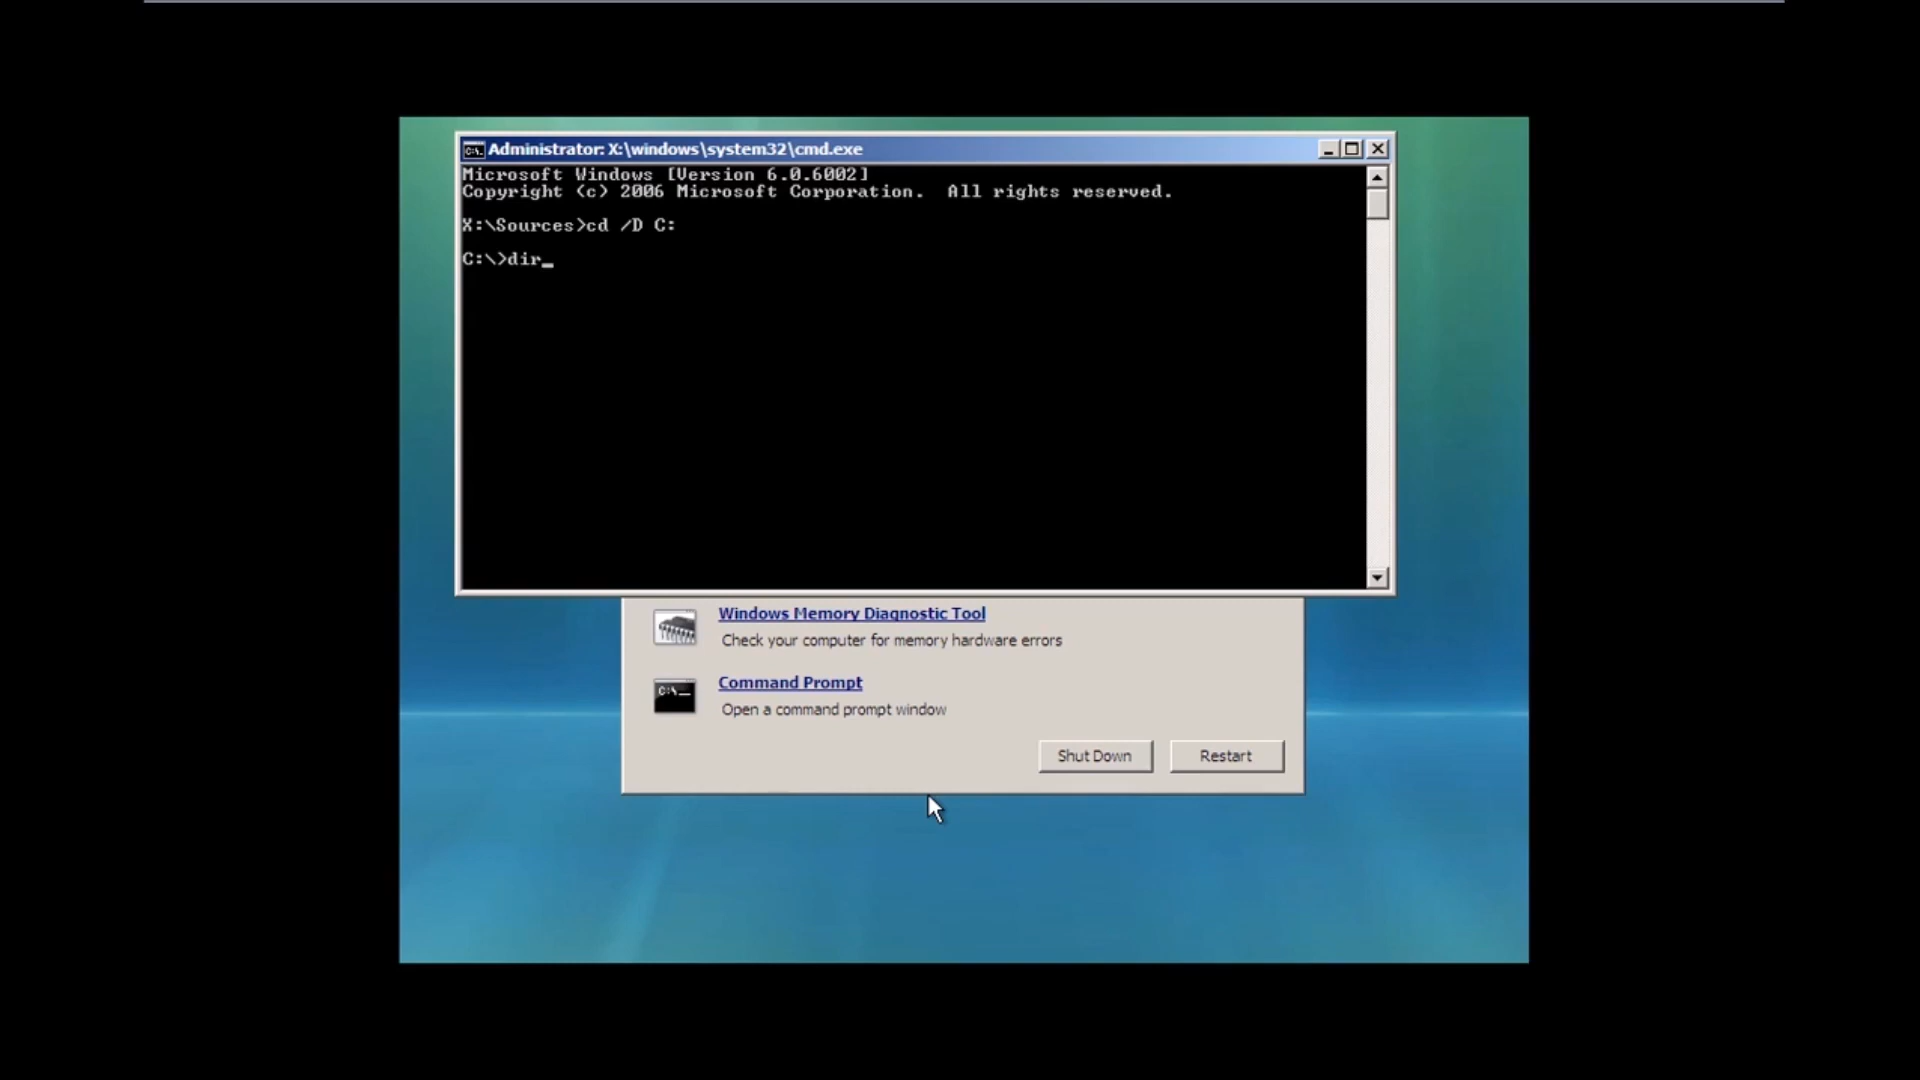 Administrator: X:\windows\system32\cmd.exe
Microsoft Windows [Version 6.0.6002]
Copyright (c) 2006 Microsoft Corporation.  All rights reserved.
X:\Sources>cd /D C:
C:\>dir_
Windows Memory Diagnostic Tool
Check your computer for memory hardware errors
Command Prompt
Open a command prompt window
Shut Down
Restart